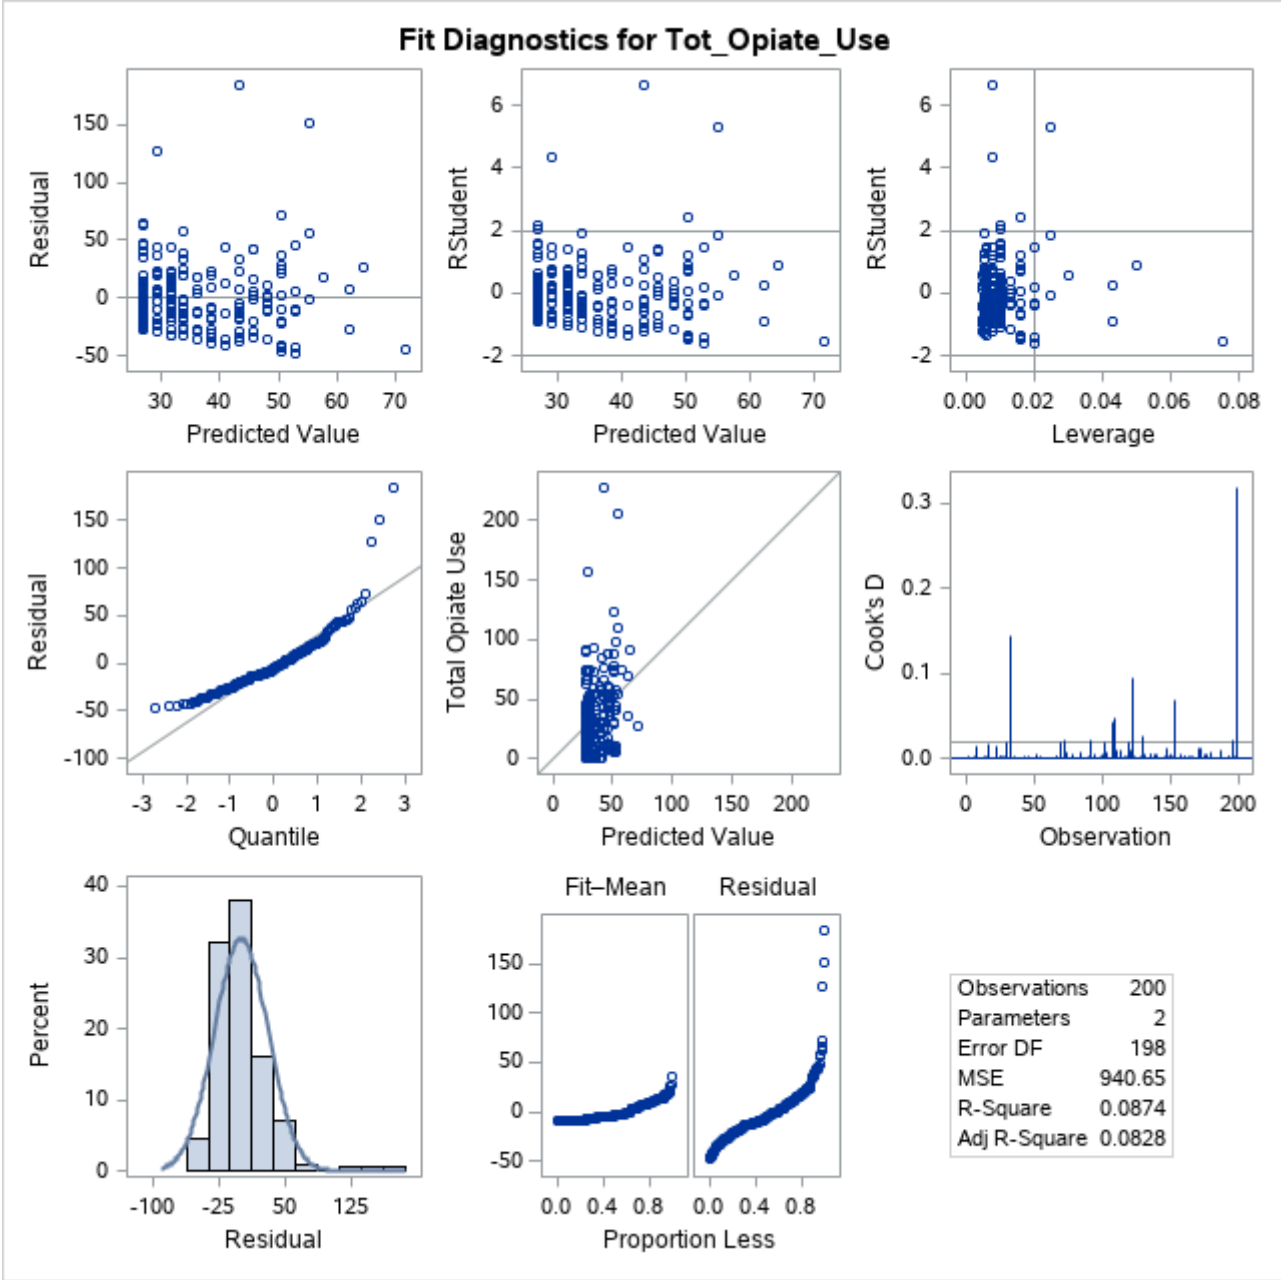 Fit Diagnostics for Tot_Opiate_Use
150
100
50
0
-50
Residual
30 40 50 60 70
Predicted Value
6
4
2
0
-2
RStudent
30 40 50 60 70
Predicted Value
6
4
2
0
-2
RStudent
0.00 0.02 0.04 0.06 0.08
Leverage
150
100
50
0
-50
-100
Residual
-3 -2 -1 0 1 2 3
Quantile
200
150
100
50
0
Total Opiate Use
0 50 100 150 200
Predicted Value
0.3
0.2
0.1
0.0
Cook's D
0 50 100 150 200
Observation
40
30
20
10
0
Percent
-100 -25 50 125
Residual
Fit–Mean Residual
150
100
50
0
-50
0.0 0.4 0.8 0.0 0.4 0.8
Proportion Less
Observations 200
Parameters 2
Error DF 198
MSE 940.65
R-Square 0.0874
Adj R-Square 0.0828